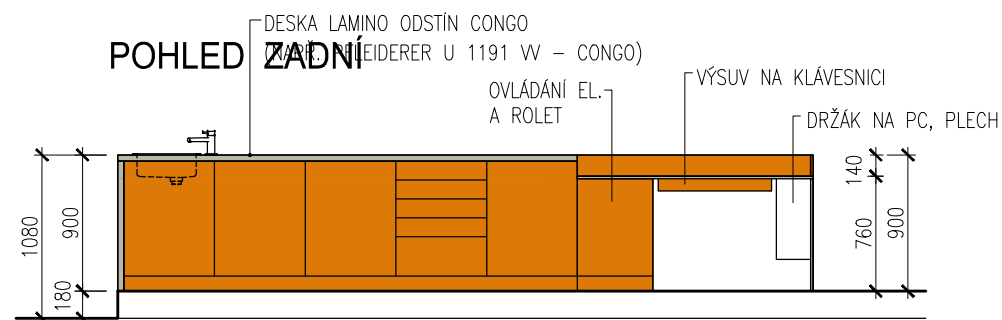 DESKA LAMINO ODSTÍN CONGO
POHLED ZADNÍ
(NAPŘ. PFLEIDERER U 1191 VV – CONGO)
OVLÁDÁNÍ EL.
A ROLET
VÝSUV NA KLÁVESNICI
DRŽÁK NA PC, PLECH
1080
900
180
140
760
900